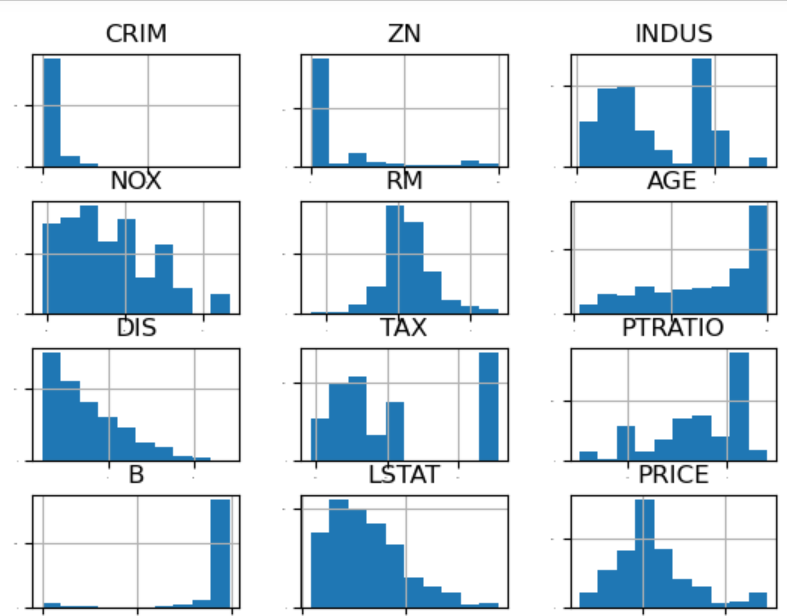 CRIM ZN INDUS
NOX RM AGE
DIS TAX PTRATIO
B LSTAT PRICE